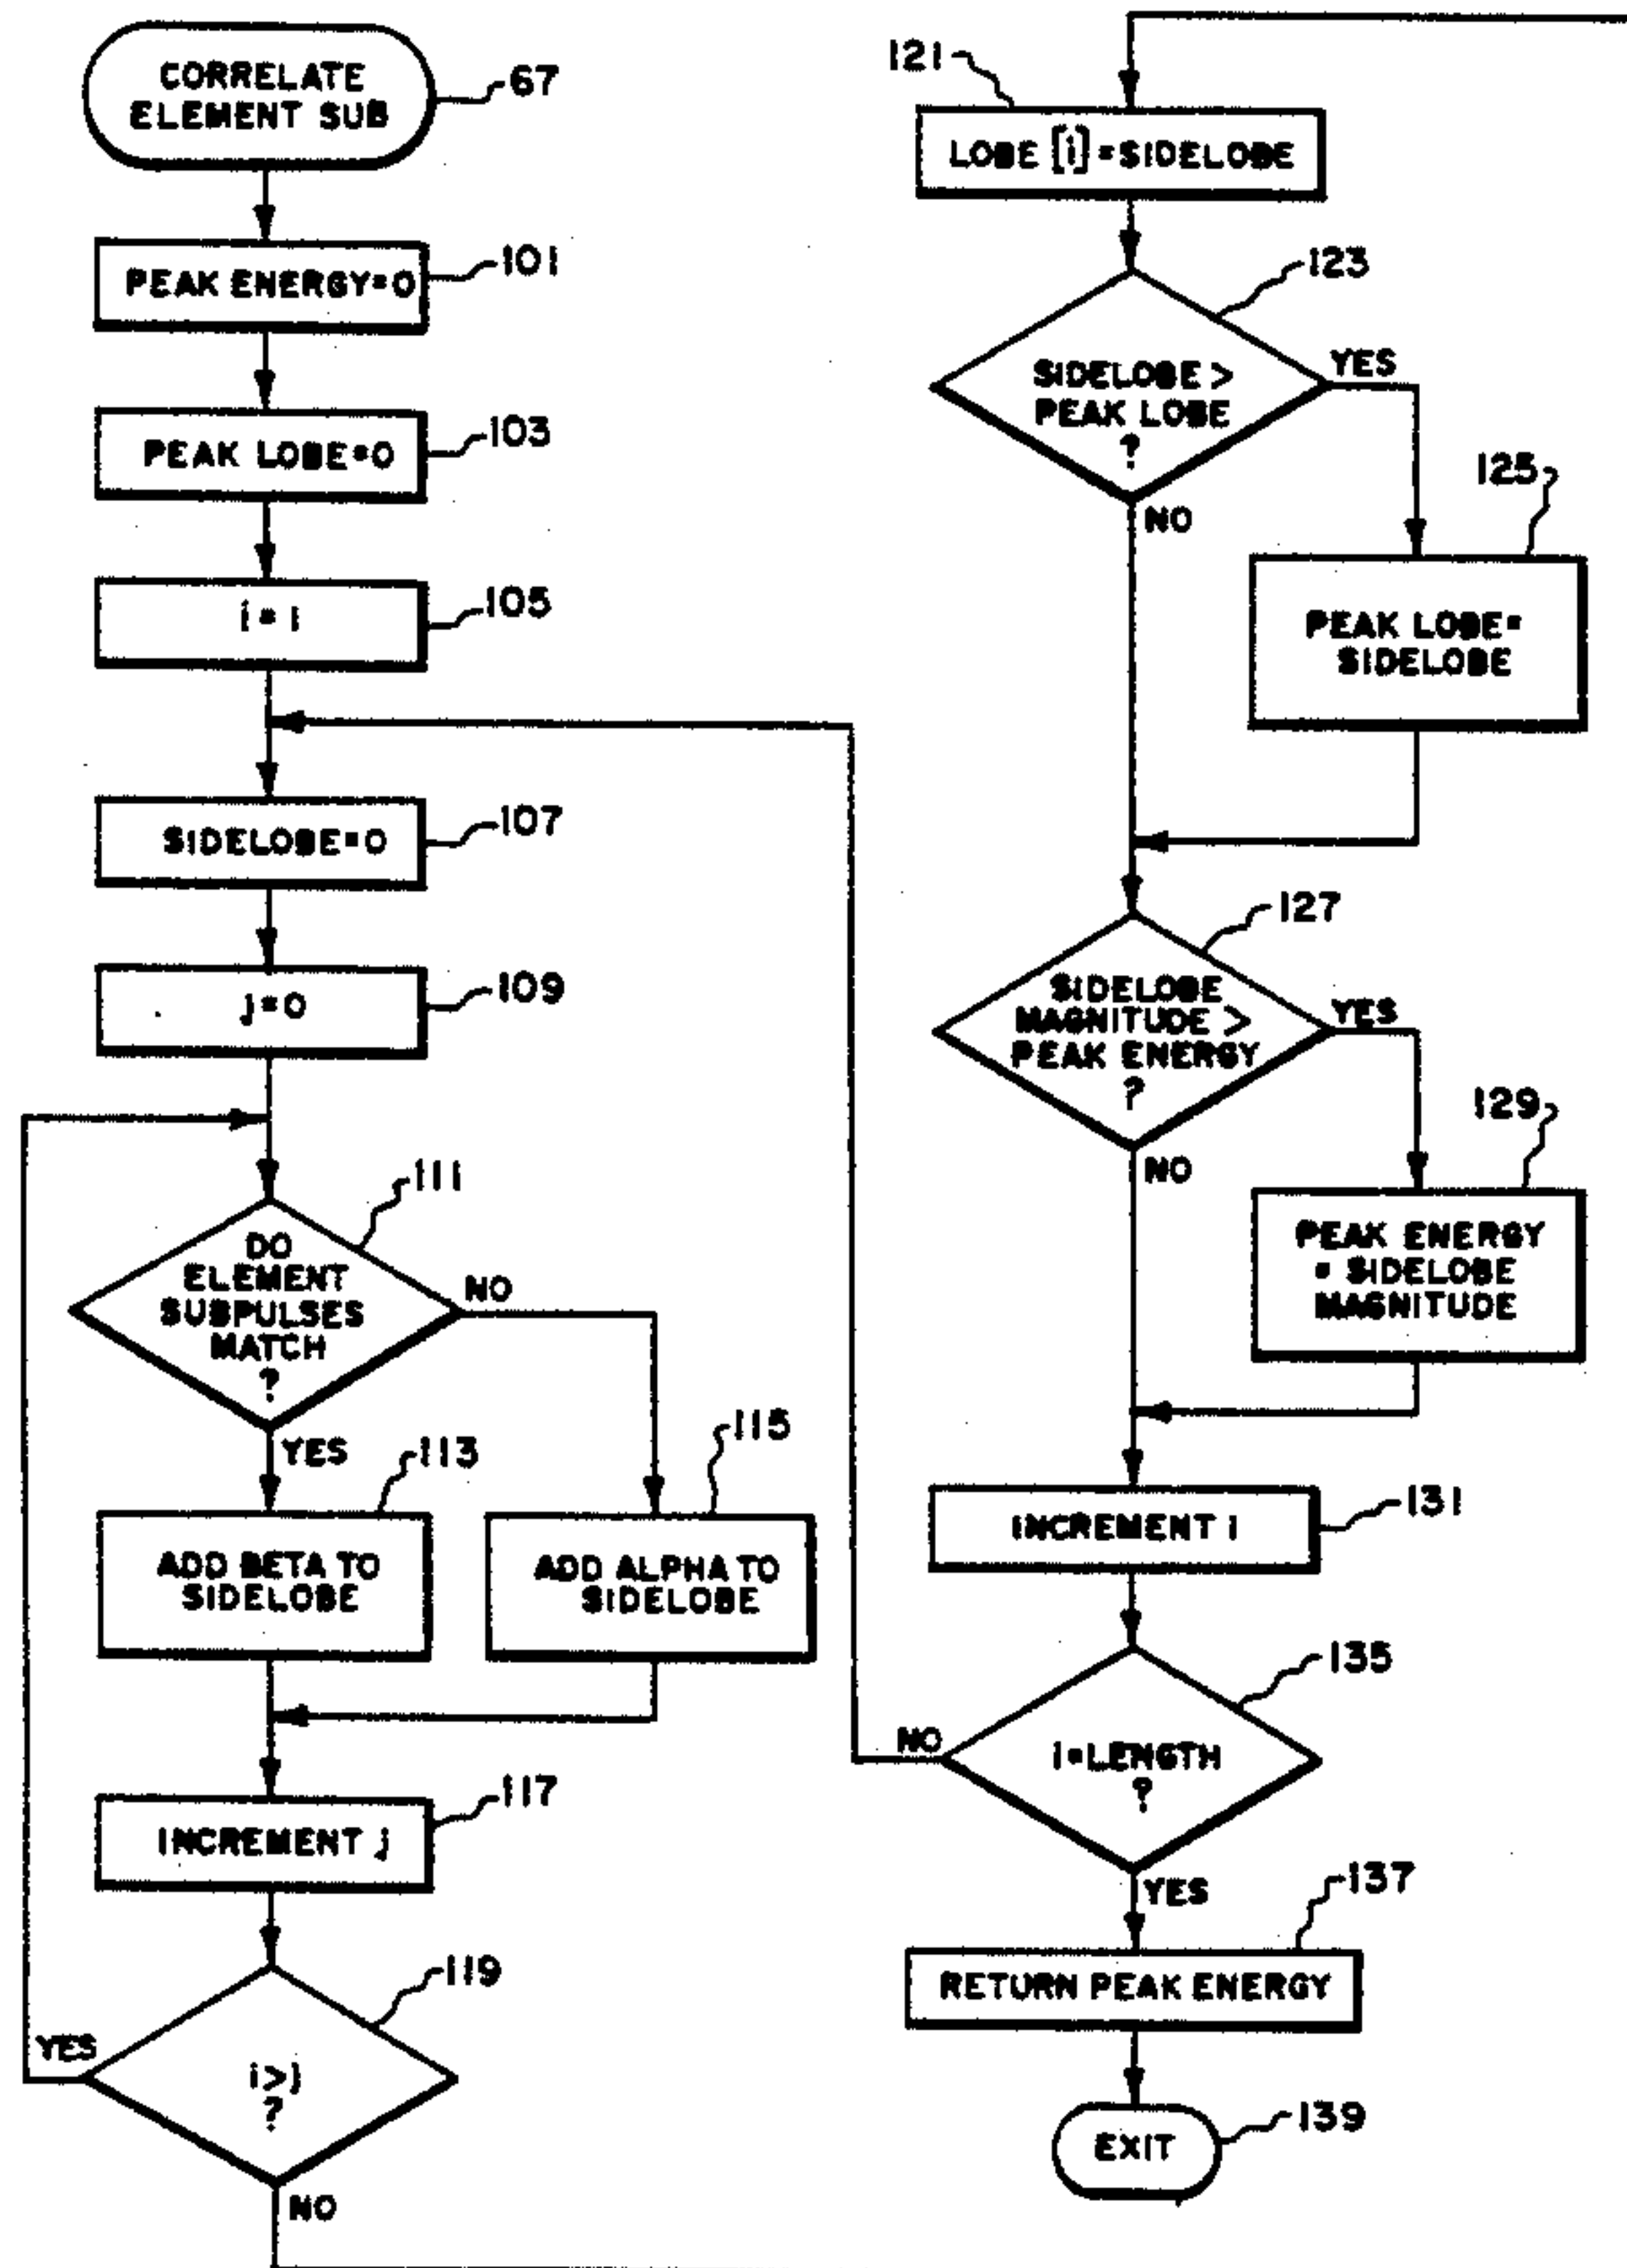 CORRELATE
ELEMENT SUB
67
PEAK ENERGY=0
101
PEAK LOBE=0
103
i = 1
105
SIDELOBE=0
107
j=0
109
DO
ELEMENT
SUBPULSES
MATCH
?
111
NO
YES
ADD BETA TO
SIDELOBE
113
ADD ALPHA TO
SIDELOBE
115
INCREMENT j
117
i>j
?
119
YES
NO
121
LOBE [i]=SIDELOBE
SIDELOBE >
PEAK LOBE
?
123
YES
NO
125
PEAK LOBE=
SIDELOBE
SIDELOBE
MAGNITUDE >
PEAK ENERGY
?
127
YES
NO
129
PEAK ENERGY
= SIDELOBE
MAGNITUDE
INCREMENT i
131
i=LENGTH
?
135
NO
YES
RETURN PEAK ENERGY
137
EXIT
139